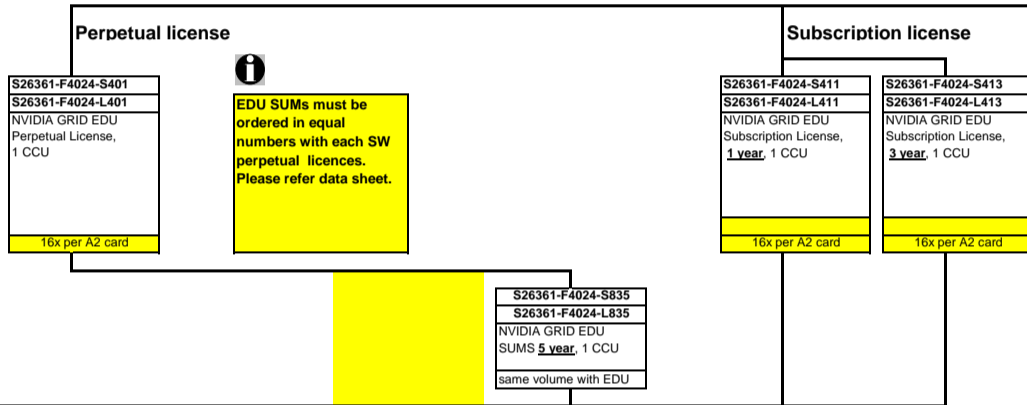 Perpetual license
Subscription license
S26361-F4024-S401
S26361-F4024-L401
NVIDIA GRID EDU
Perpetual License,
1 CCU
16x per A2 card
EDU SUMs must be
ordered in equal
numbers with each SW
perpetual licences.
Please refer data sheet.
S26361-F4024-S411
S26361-F4024-L411
NVIDIA GRID EDU
Subscription License,
1 year, 1 CCU
16x per A2 card
S26361-F4024-S413
S26361-F4024-L413
NVIDIA GRID EDU
Subscription License,
3 year, 1 CCU
16x per A2 card
S26361-F4024-S835
S26361-F4024-L835
NVIDIA GRID EDU
SUMS 5 year, 1 CCU
same volume with EDU